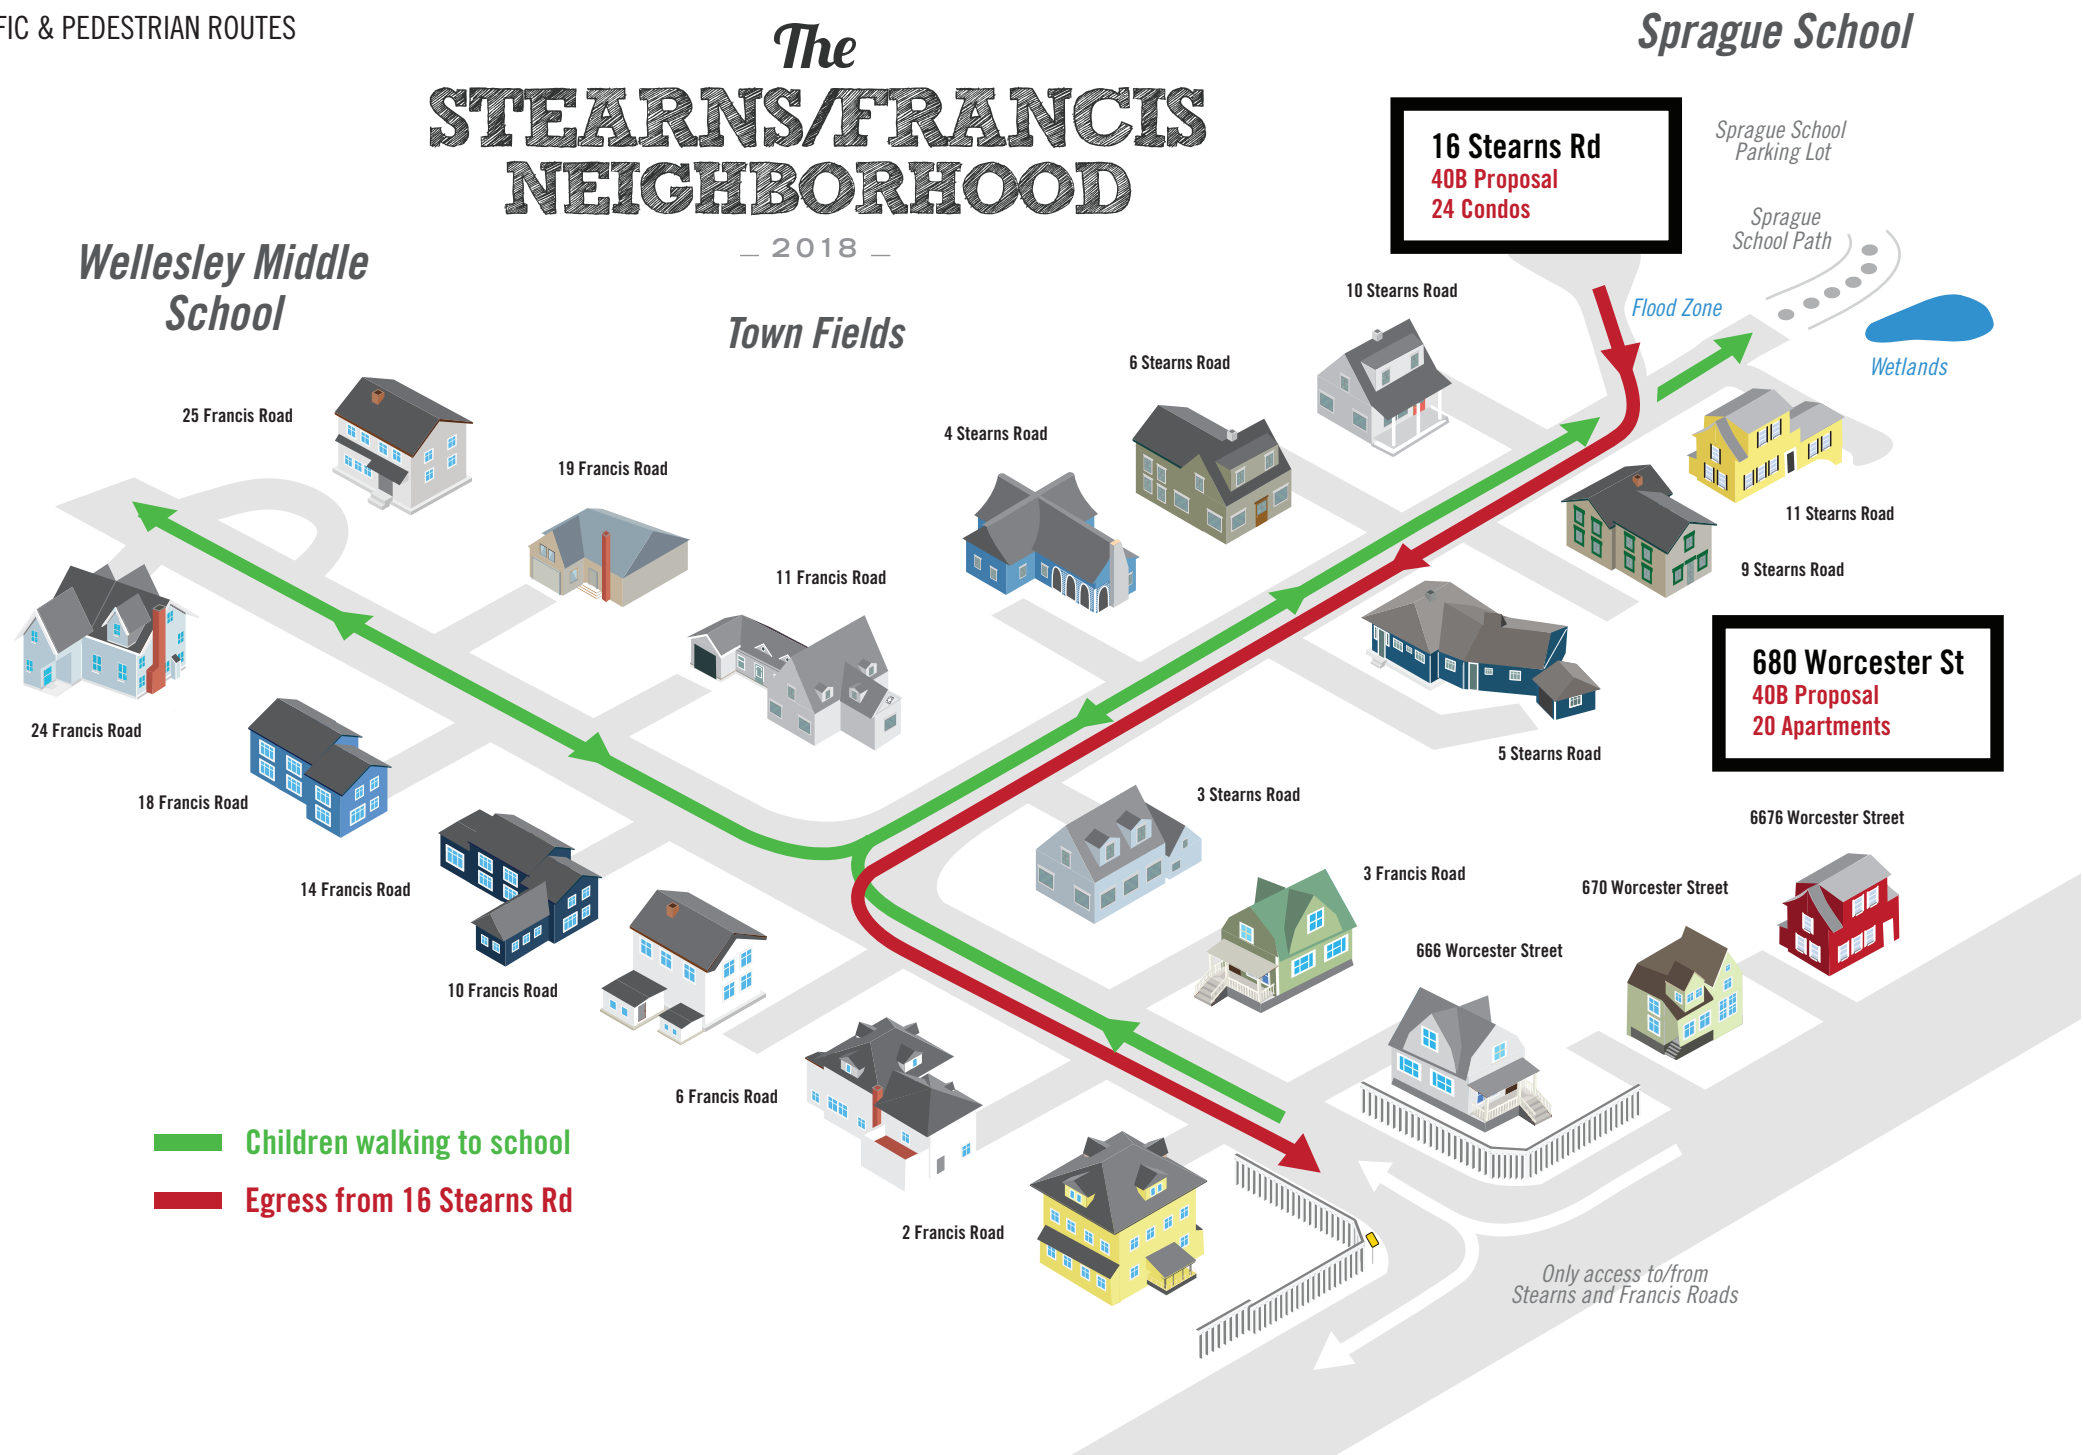 FIC & PEDESTRIAN ROUTES
The
STEARNS/FRANCIS
NEIGHBORHOOD
– 2018 –
Sprague School
16 Stearns Rd
40B Proposal
24 Condos
Sprague School
Parking Lot
Sprague
School Path
Wellesley Middle
School
Town Fields
10 Stearns Road
Flood Zone
Wetlands
6 Stearns Road
25 Francis Road
4 Stearns Road
19 Francis Road
11 Stearns Road
9 Stearns Road
11 Francis Road
680 Worcester St
40B Proposal
20 Apartments
24 Francis Road
5 Stearns Road
18 Francis Road
3 Stearns Road
6676 Worcester Street
14 Francis Road
3 Francis Road
670 Worcester Street
666 Worcester Street
10 Francis Road
6 Francis Road
Children walking to school
Egress from 16 Stearns Rd
2 Francis Road
Only access to/from
Stearns and Francis Roads